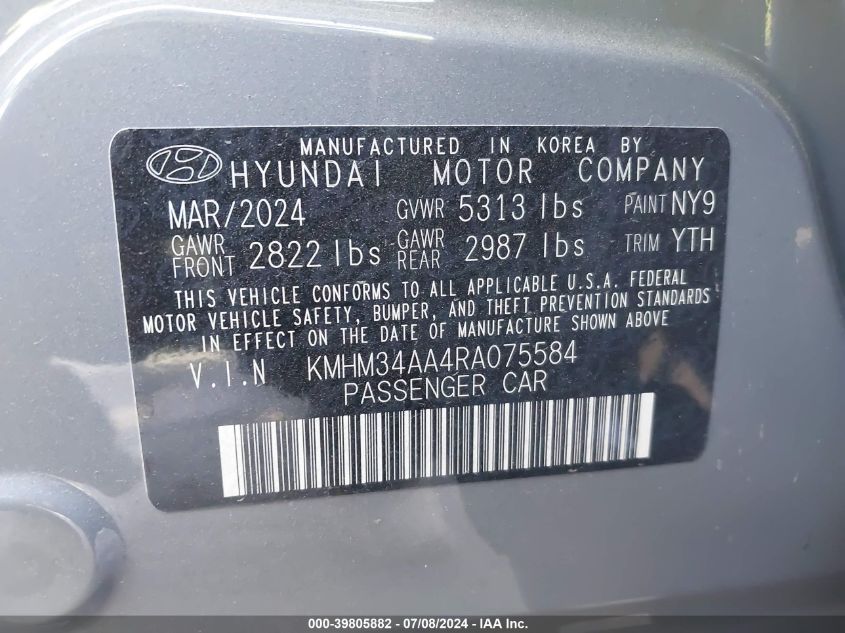 MANUFACTURED IN KOREA BY
HYUNDAI MOTOR COMPANY
MAR/2024 GVWR 5313 lbs PAINT NY9
GAWR FRONT 2822 lbs GAWR REAR 2987 lbs TRIM YTH
THIS VEHICLE CONFORMS TO ALL APPLICABLE U.S.A. FEDERAL
MOTOR VEHICLE SAFETY, BUMPER, AND THEFT PREVENTION STANDARDS
IN EFFECT ON THE DATE OF MANUFACTURE SHOWN ABOVE
V.I.N KMHM34AA4RA075584
PASSENGER CAR
000-39805882 - 07/08/2024 - IAA Inc.